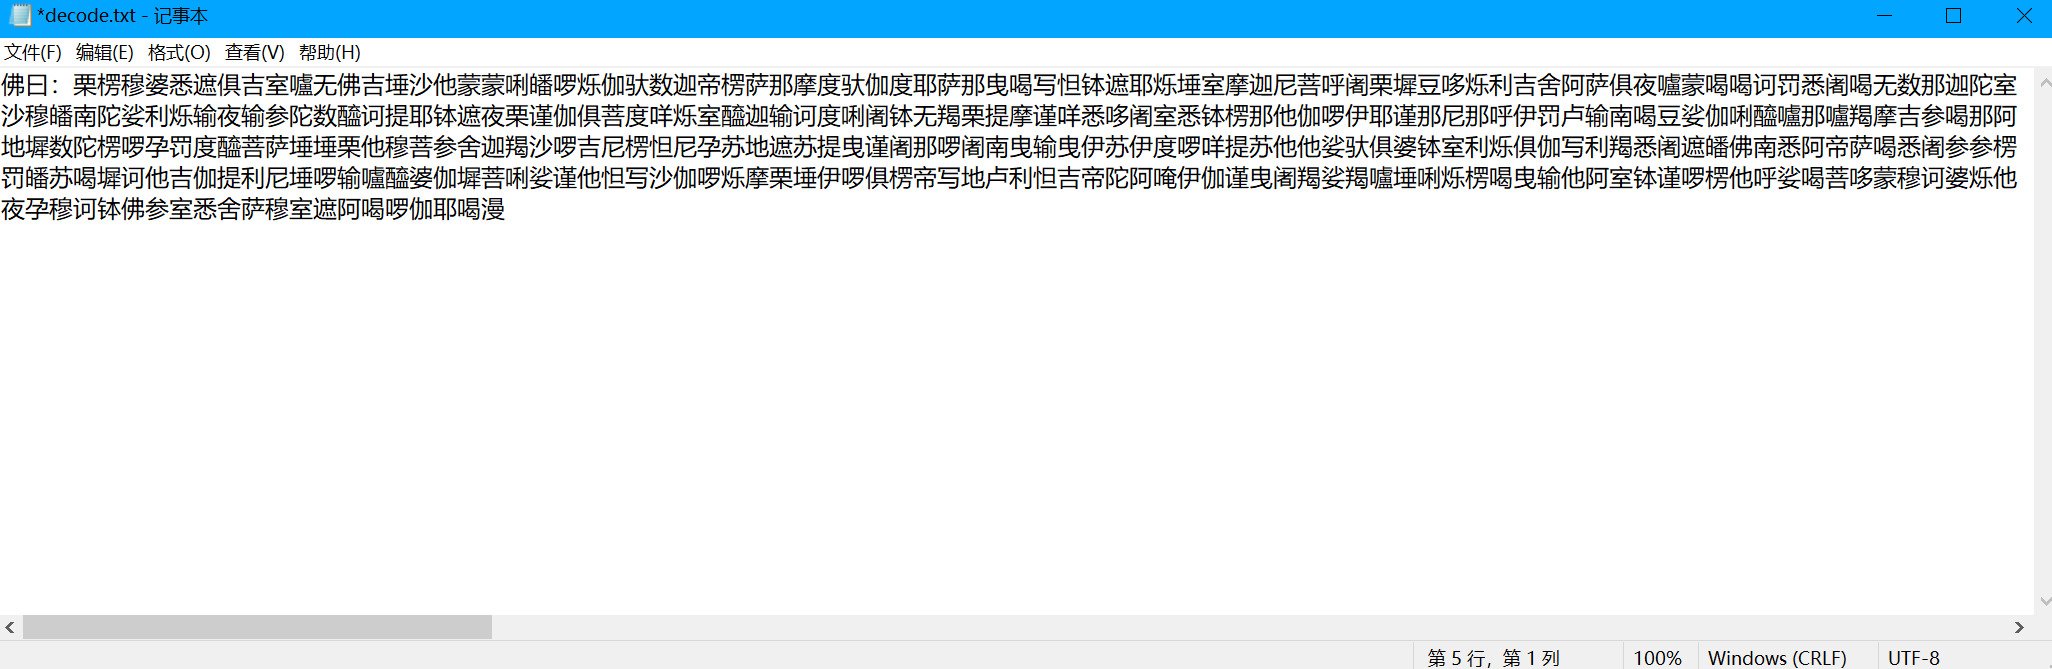 *decode.txt - 记事本
文件(F) 编辑(E) 格式(O) 查看(V) 帮助(H)
佛曰：栗楞穆婆悉遮俱吉室嚧无佛吉埵沙他蒙蒙唎皤啰烁伽驮数迦帝楞萨那摩度驮伽度耶萨那曳喝写怛钵遮耶烁埵室摩迦尼菩呼阇栗墀豆哆烁利吉舍阿萨俱夜嚧蒙喝喝诃罚悉阇喝无数那迦陀室
沙穆皤南陀娑利烁输夜输参陀数醯诃提耶钵遮夜栗谨伽俱菩度咩烁室醯迦输诃度唎阇钵无羯栗提摩谨咩悉哆阇室悉钵楞那他伽啰伊耶谨那尼那呼伊罚卢输南喝豆娑伽唎醯嚧那嚧羯摩吉参喝那阿
地墀数陀楞啰孕罚度醯菩萨埵埵栗他穆菩参舍迦羯沙啰吉尼楞怛尼孕苏地遮苏提曳谨阇那啰阇南曳输曳伊苏伊度啰咩提苏他他娑驮俱婆钵室利烁俱伽写利羯悉阇遮皤佛南悉阿帝萨喝悉阇参参楞
罚皤苏喝墀诃他吉伽提利尼埵啰输嚧醯婆伽墀菩唎娑谨他怛写沙伽啰烁摩栗埵伊啰俱楞帝写地卢利怛吉帝陀阿唵伊伽谨曳阇羯娑羯嚧埵唎烁楞喝曳输他阿室钵谨啰楞他呼娑喝菩哆蒙穆诃婆烁他
夜孕穆诃钵佛参室悉舍萨穆室遮阿喝啰伽耶喝漫
第 5 行，第 1 列 100% Windows (CRLF) UTF-8